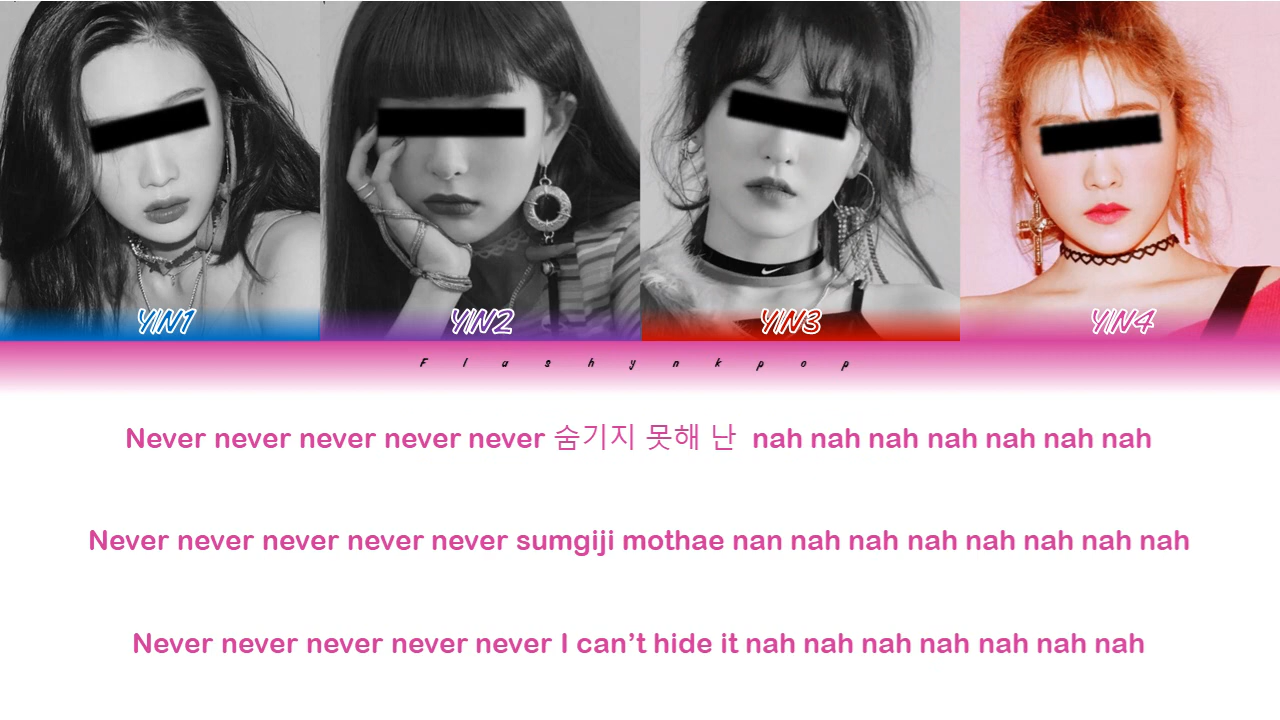 YIN1 YIN2 YIN3 YIN4
Flashynkpop
Never never never never never 숨기지 못해 난 nah nah nah nah nah nah nah
Never never never never never sumgiji mothae nan nah nah nah nah nah nah nah
Never never never never never I can’t hide it nah nah nah nah nah nah nah